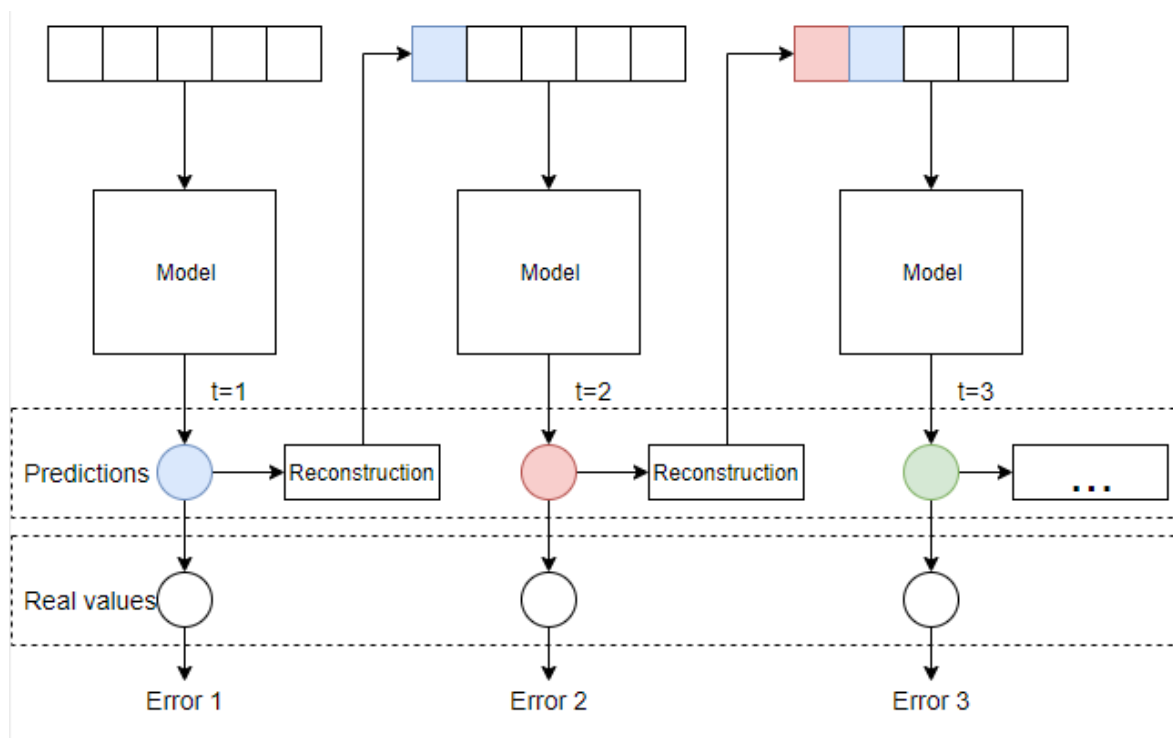 Model
Model
Model
t=1
t=2
t=3
Predictions
Reconstruction
Reconstruction
...
Real values
Error 1
Error 2
Error 3